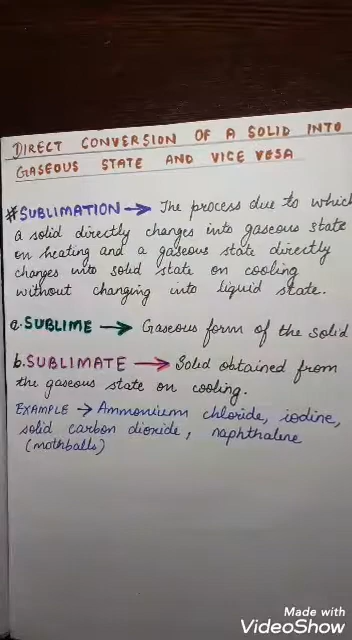 DIRECT CONVERSION OF A SOLID INTO
GASEOUS STATE AND VICE VESA
#SUBLIMATION → The process due to which
a solid directly changes into gaseous state
on heating and a gaseous state directly
changes into solid state on cooling
without changing into liquid state.
a. SUBLIME → Gaseous form of the solid
b. SUBLIMATE → Solid obtained from
the gaseous state on cooling.
EXAMPLE → Ammonium chloride, iodine,
solid carbon dioxide, naphthalene
(mothballs)
Made with
VideoShow